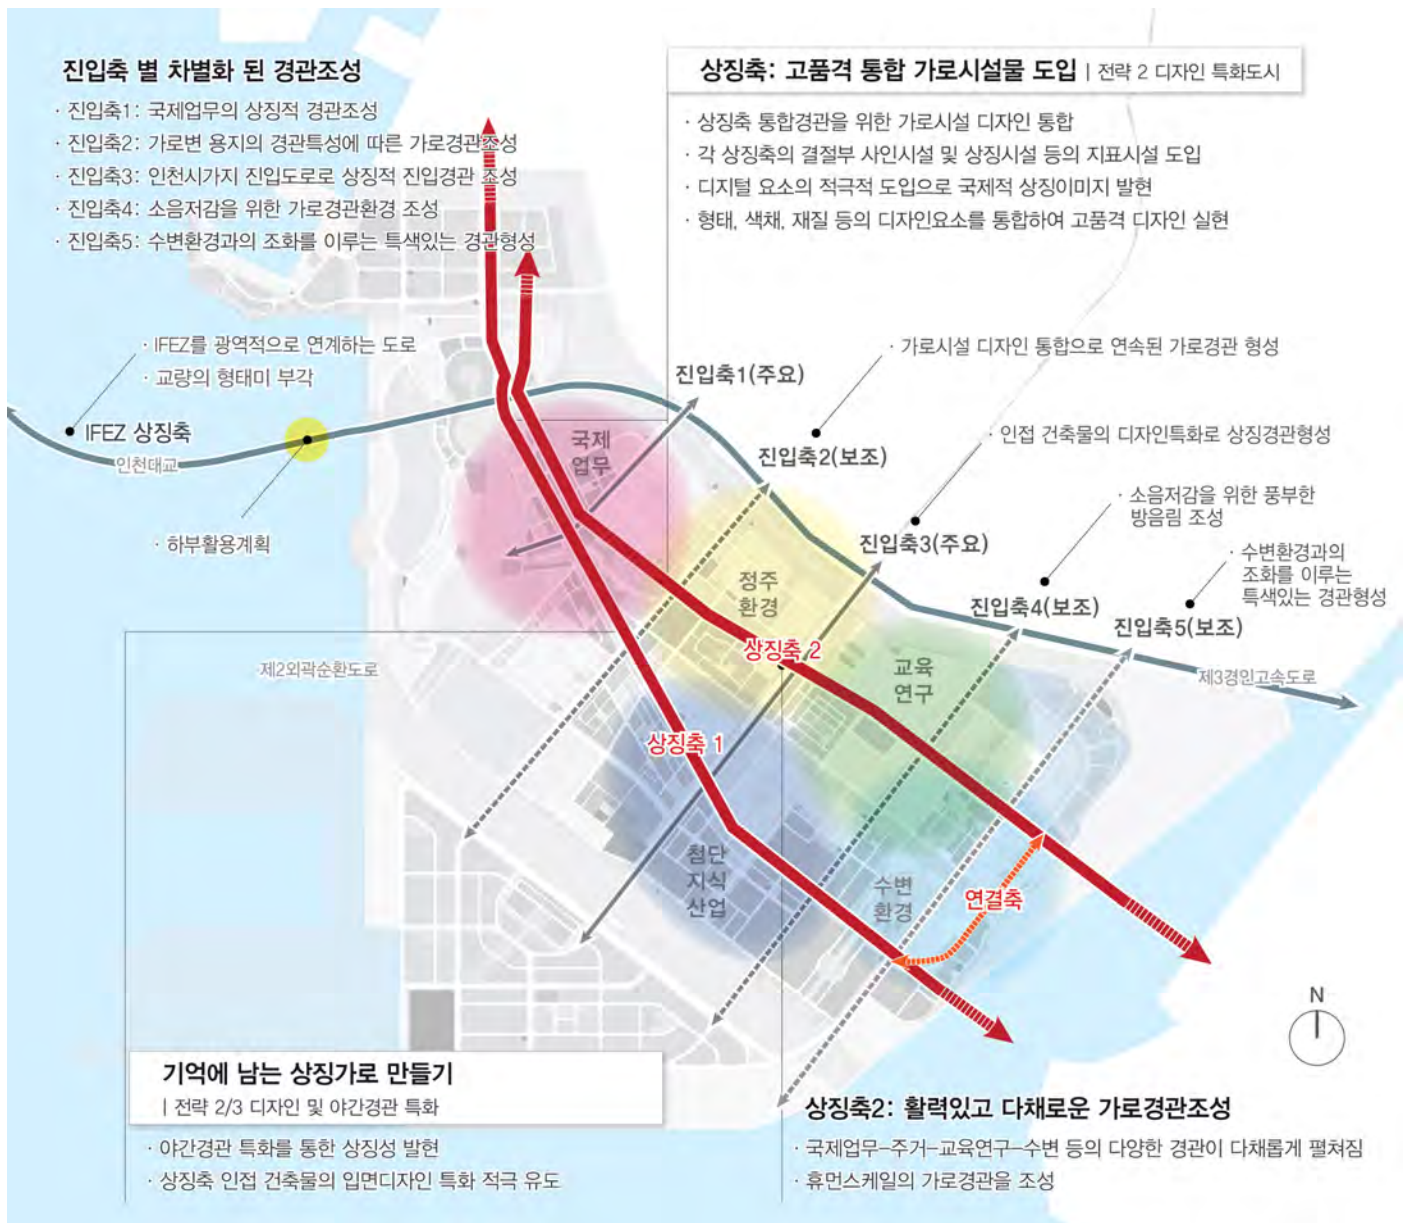 진입축 별 차별화 된 경관조성
· 진입축1: 국제업무의 상징적 경관조성
· 진입축2: 가로변 용지의 경관특성에 따른 가로경관조성
· 진입축3: 인천시가지 진입도로로 상징적 진입경관 조성
· 진입축4: 소음저감을 위한 가로경관환경 조성
· 진입축5: 수변환경과의 조화를 이루는 특색있는 경관형성
상징축: 고품격 통합 가로시설물 도입 | 전략 2 디자인 특화도시
· 상징축 통합경관을 위한 가로시설 디자인 통합
· 각 상징축의 결절부 사인시설 및 상징시설 등의 지표시설 도입
· 디지털 요소의 적극적 도입으로 국제적 상징이미지 발현
· 형태, 색채, 재질 등의 디자인요소를 통합하여 고품격 디자인 실현
· IFEZ를 광역적으로 연계하는 도로
· 교량의 형태미 부각
IFEZ 상징축
인천대교
· 하부활용계획
진입축1(주요)
· 가로시설 디자인 통합으로 연속된 가로경관 형성
진입축2(보조)
· 인접 건축물의 디자인특화로 상징경관형성
진입축3(주요)
· 소음저감을 위한 풍부한
방음림 조성
진입축4(보조)
· 수변환경과의
조화를 이루는
특색있는 경관형성
진입축5(보조)
국제
업무
정주
환경
상징축 2
교육
연구
제2외곽순환도로
제3경인고속도로
상징축 1
첨단
지식
산업
수변
환경
연결축
N
기억에 남는 상징가로 만들기
| 전략 2/3 디자인 및 야간경관 특화
· 야간경관 특화를 통한 상징성 발현
· 상징축 인접 건축물의 입면디자인 특화 적극 유도
상징축2: 활력있고 다채로운 가로경관조성
· 국제업무–주거–교육연구–수변 등의 다양한 경관이 다채롭게 펼쳐짐
· 휴먼스케일의 가로경관을 조성